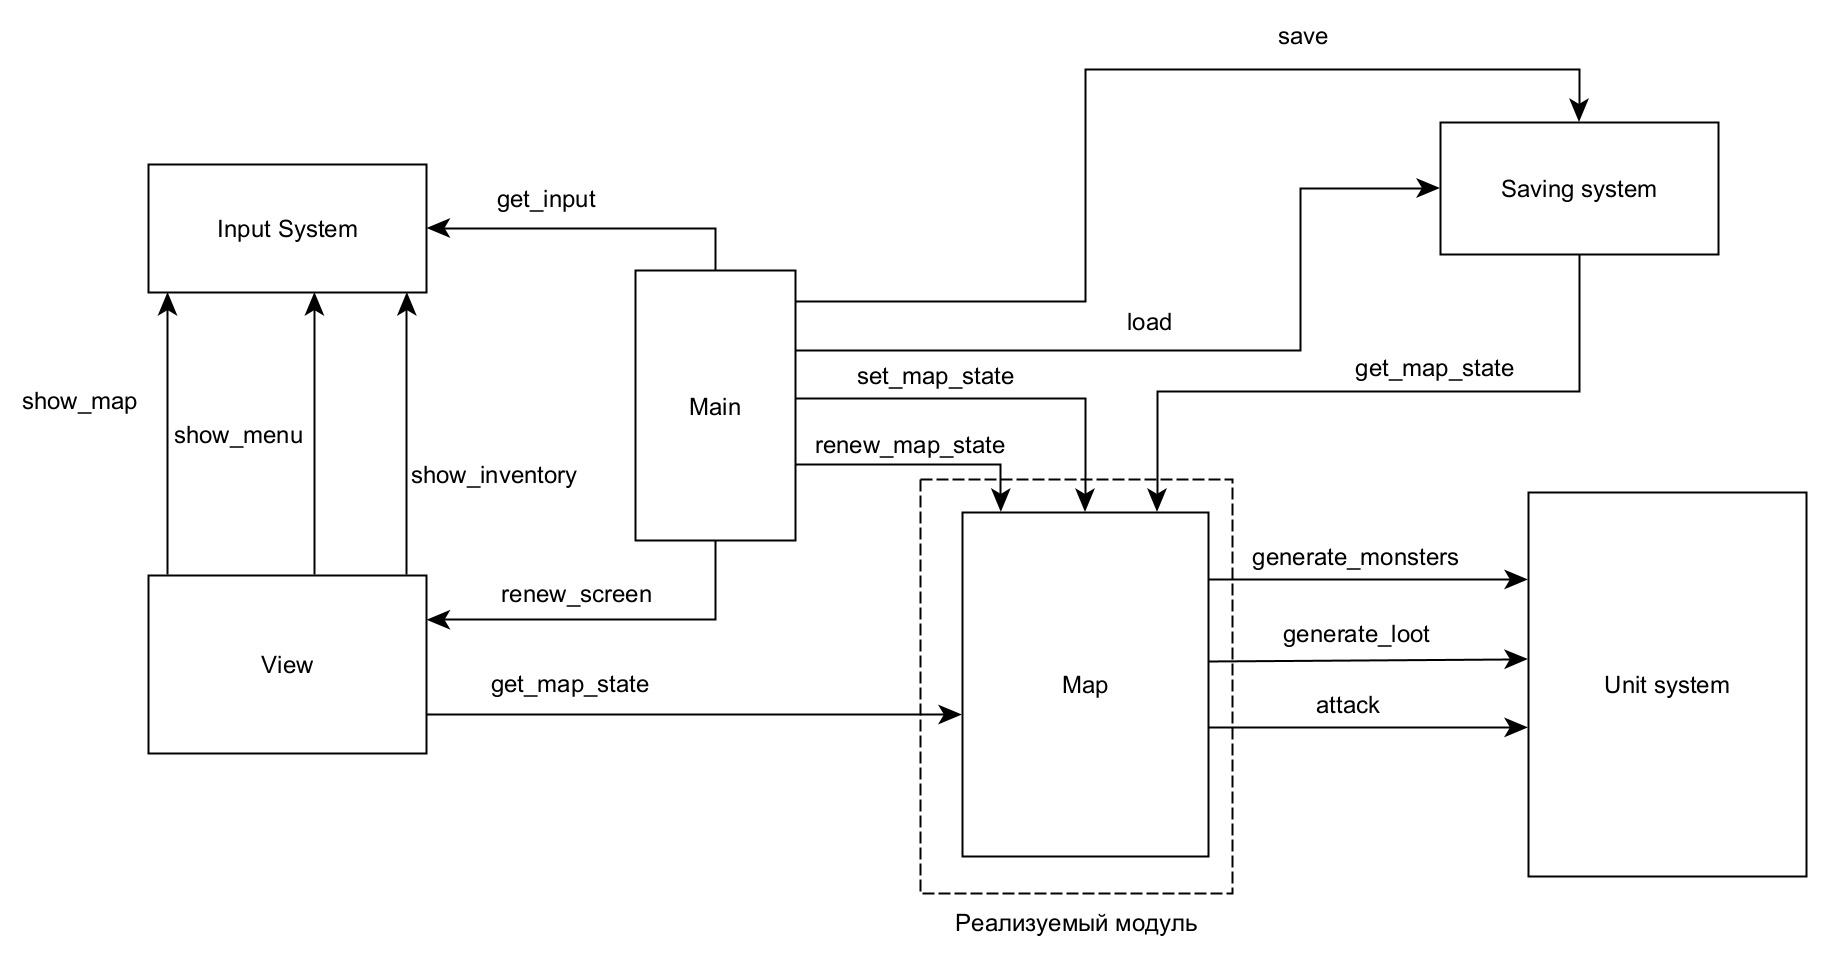 save
Saving system
get_input
Input System
load
get_map_state
set_map_state
show_map
Main
show_menu
renew_map_state
show_inventory
generate_monsters
renew_screen
generate_loot
View
get_map_state
Map
Unit system
attack
Реализуемый модуль